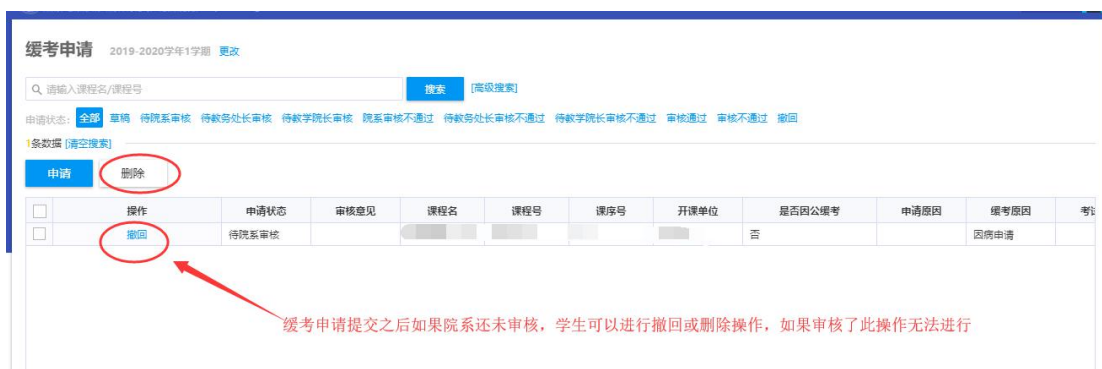 缓考申请 2019-2020学年1学期 更改
请输入课程名/课程号 搜索 [高级搜索]
申请状态: 全部 草稿 待院系审核 待教务处长审核 待教学院长审核 院系审核不通过 待教务处长审核不通过 待教学院长审核不通过 审核通过 审核不通过 撤回
1条数据 [清空搜索]
申请 删除
操作 申请状态 审核意见 课程名 课程号 课序号 开课单位 是否因公缓考 申请原因 缓考原因
撤回 待院系审核 否 因病申请
缓考申请提交之后如果院系还未审核，学生可以进行撤回或删除操作，如果审核了此操作无法进行